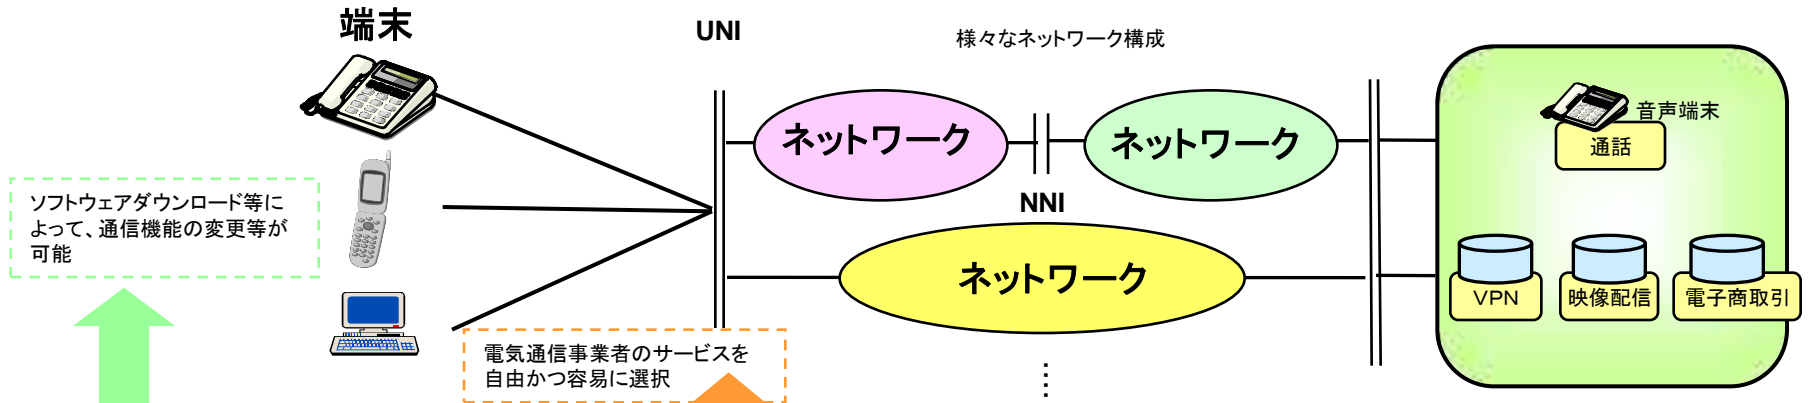 端末
UNI
様々なネットワーク構成
音声端末
通話
ネットワーク
ネットワーク
NNI
ソフトウェアダウンロード等に
よって、通信機能の変更等が
可能
ネットワーク
VPN
映像配信
電子商取引
電気通信事業者のサービスを
自由かつ容易に選択